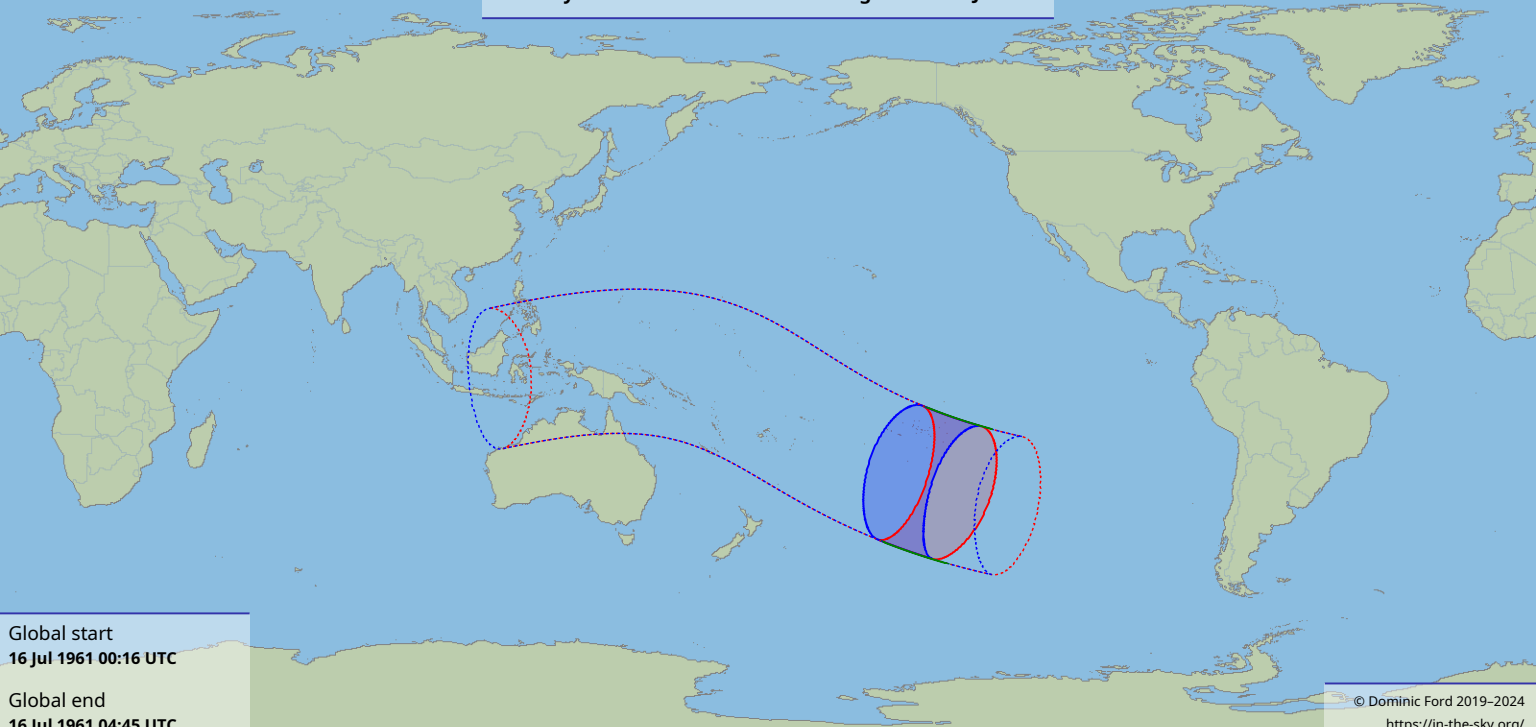 Global start
16 Jul 1961 00:16 UTC
Global end
16 Jul 1961 04:45 UTC
© Dominic Ford 2019–2024
https://in-the-sky.org/